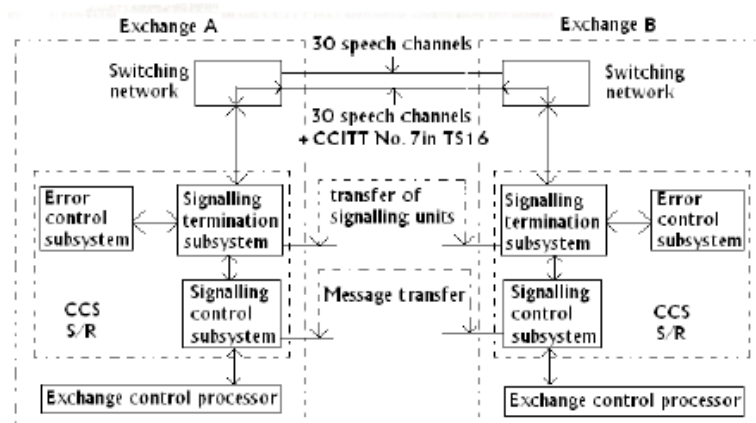 Exchange A
Exchange B
30 speech channels
Switching
network
Switching
network
30 speech channels
+ CCITT No. 7in TS16
Error
control
subsystem
Signalling
termination
subsystem
transfer of
signalling units
Signalling
termination
subsystem
Error
control
subsystem
CCS
S/R
Signalling
control
subsystem
Message transfer
Signalling
control
subsystem
CCS
S/R
Exchange control processor
Exchange control processor